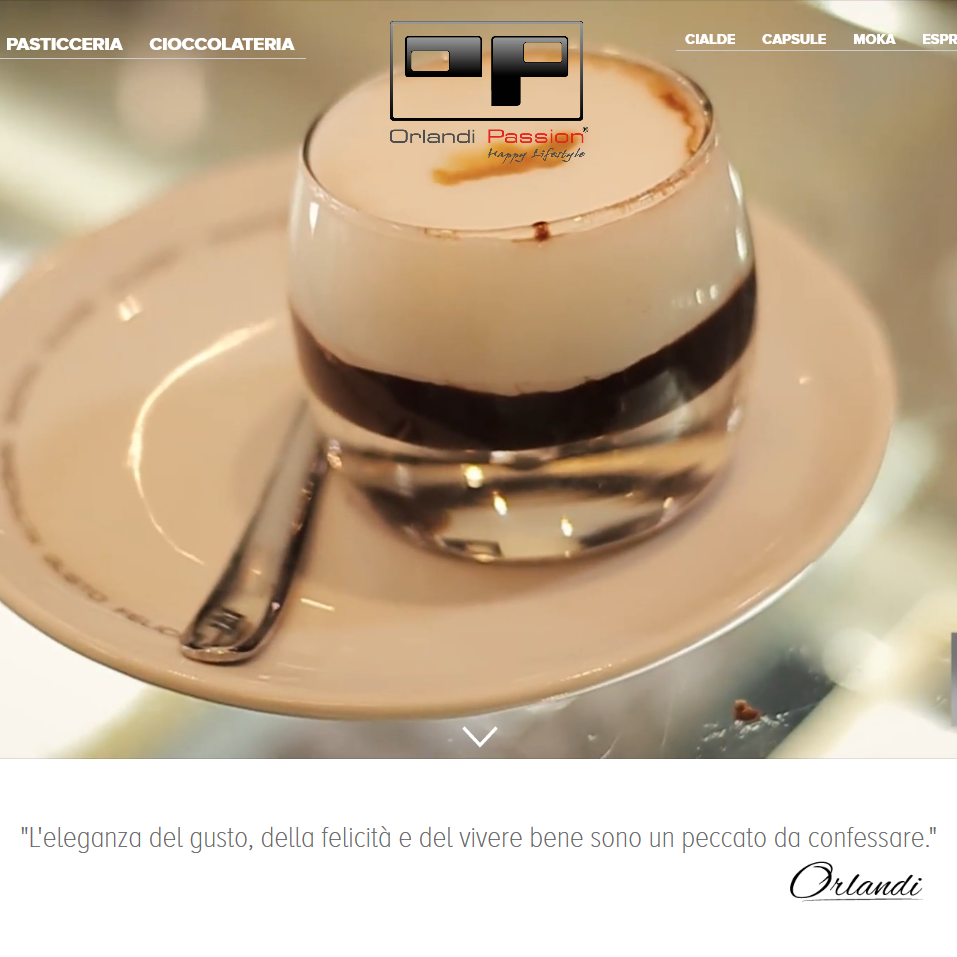 PASTICCERIA CIOCCOLATERIA
CIALDE CAPSULE MOKA ESPR
OP
Orlandi Passion®
Happy Lifestyle
"L'eleganza del gusto, della felicità e del vivere bene sono un peccato da confessare."
Orlandi